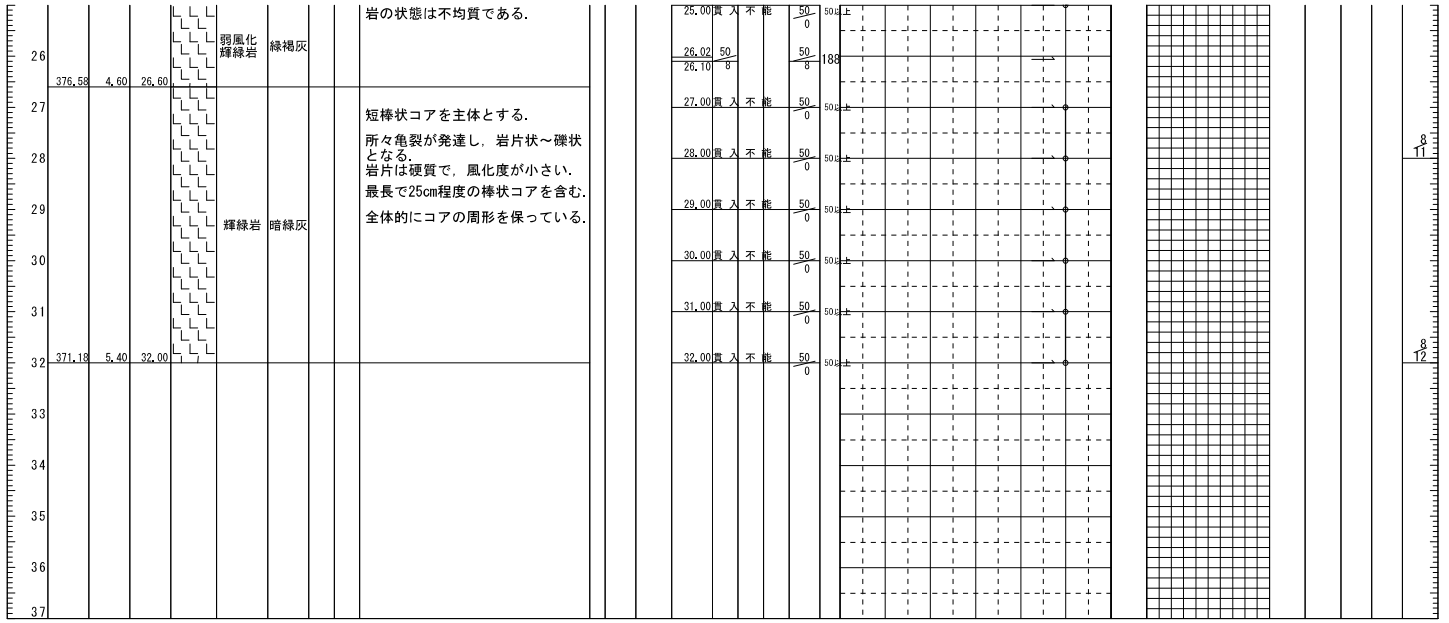 岩の状態は不均質である.
25.00 貫入不能 50/0 50以上
弱風化
輝緑岩
緑褐灰
26
26.02 50 50 188
26.10 8 8
376.58 4.60 26.60
27
27.00 貫入不能 50/0 50以上
短棒状コアを主体とする.
所々亀裂が発達し，岩片状～礫状
となる.
28
28.00 貫入不能 50/0 50以上
8/11
岩片は硬質で，風化度が小さい.
最長で25cm程度の棒状コアを含む.
29
29.00 貫入不能 50/0 50以上
全体的にコアの周形を保っている.
輝緑岩 暗緑灰
30
30.00 貫入不能 50/0 50以上
31
31.00 貫入不能 50/0 50以上
32
371.18 5.40 32.00
32.00 貫入不能 50/0 50以上
8/12
33
34
35
36
37